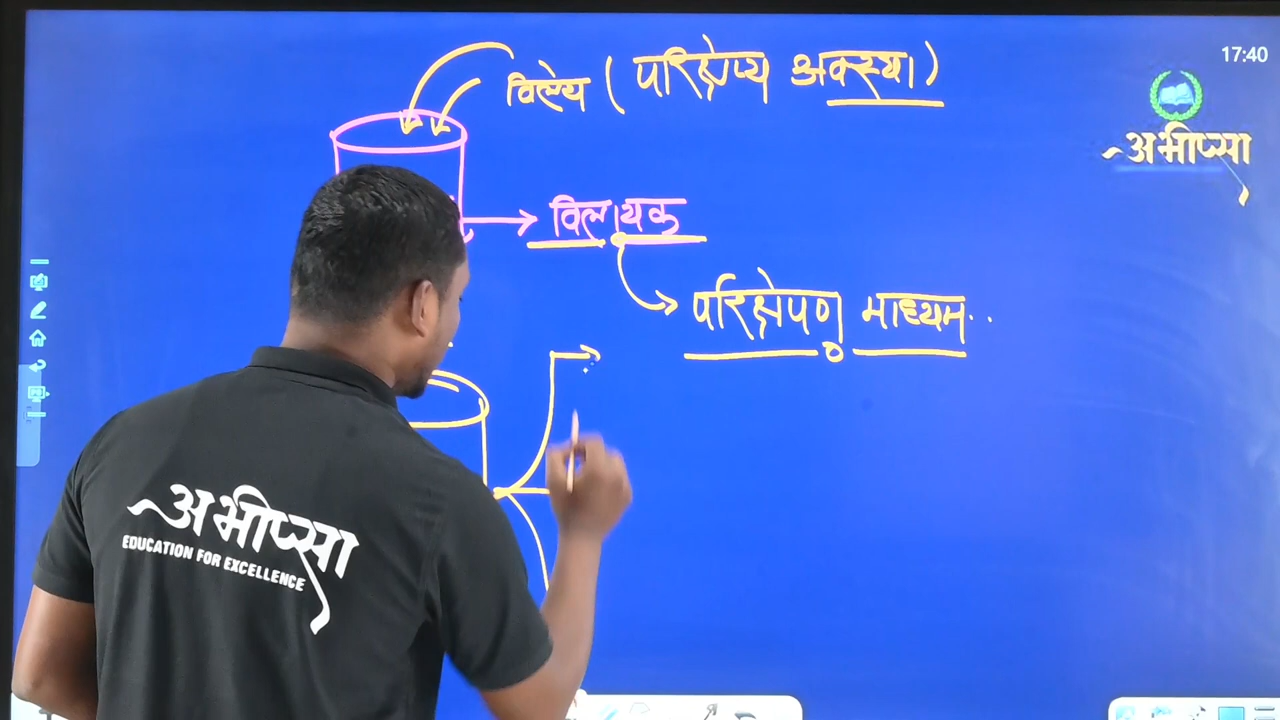 17:40
विलेय ( परिक्षेप्य अवस्था )
अभीप्सा
विलायक
परिक्षेपण माध्यम..
अभीप्सा
EDUCATION FOR EXCELLENCE